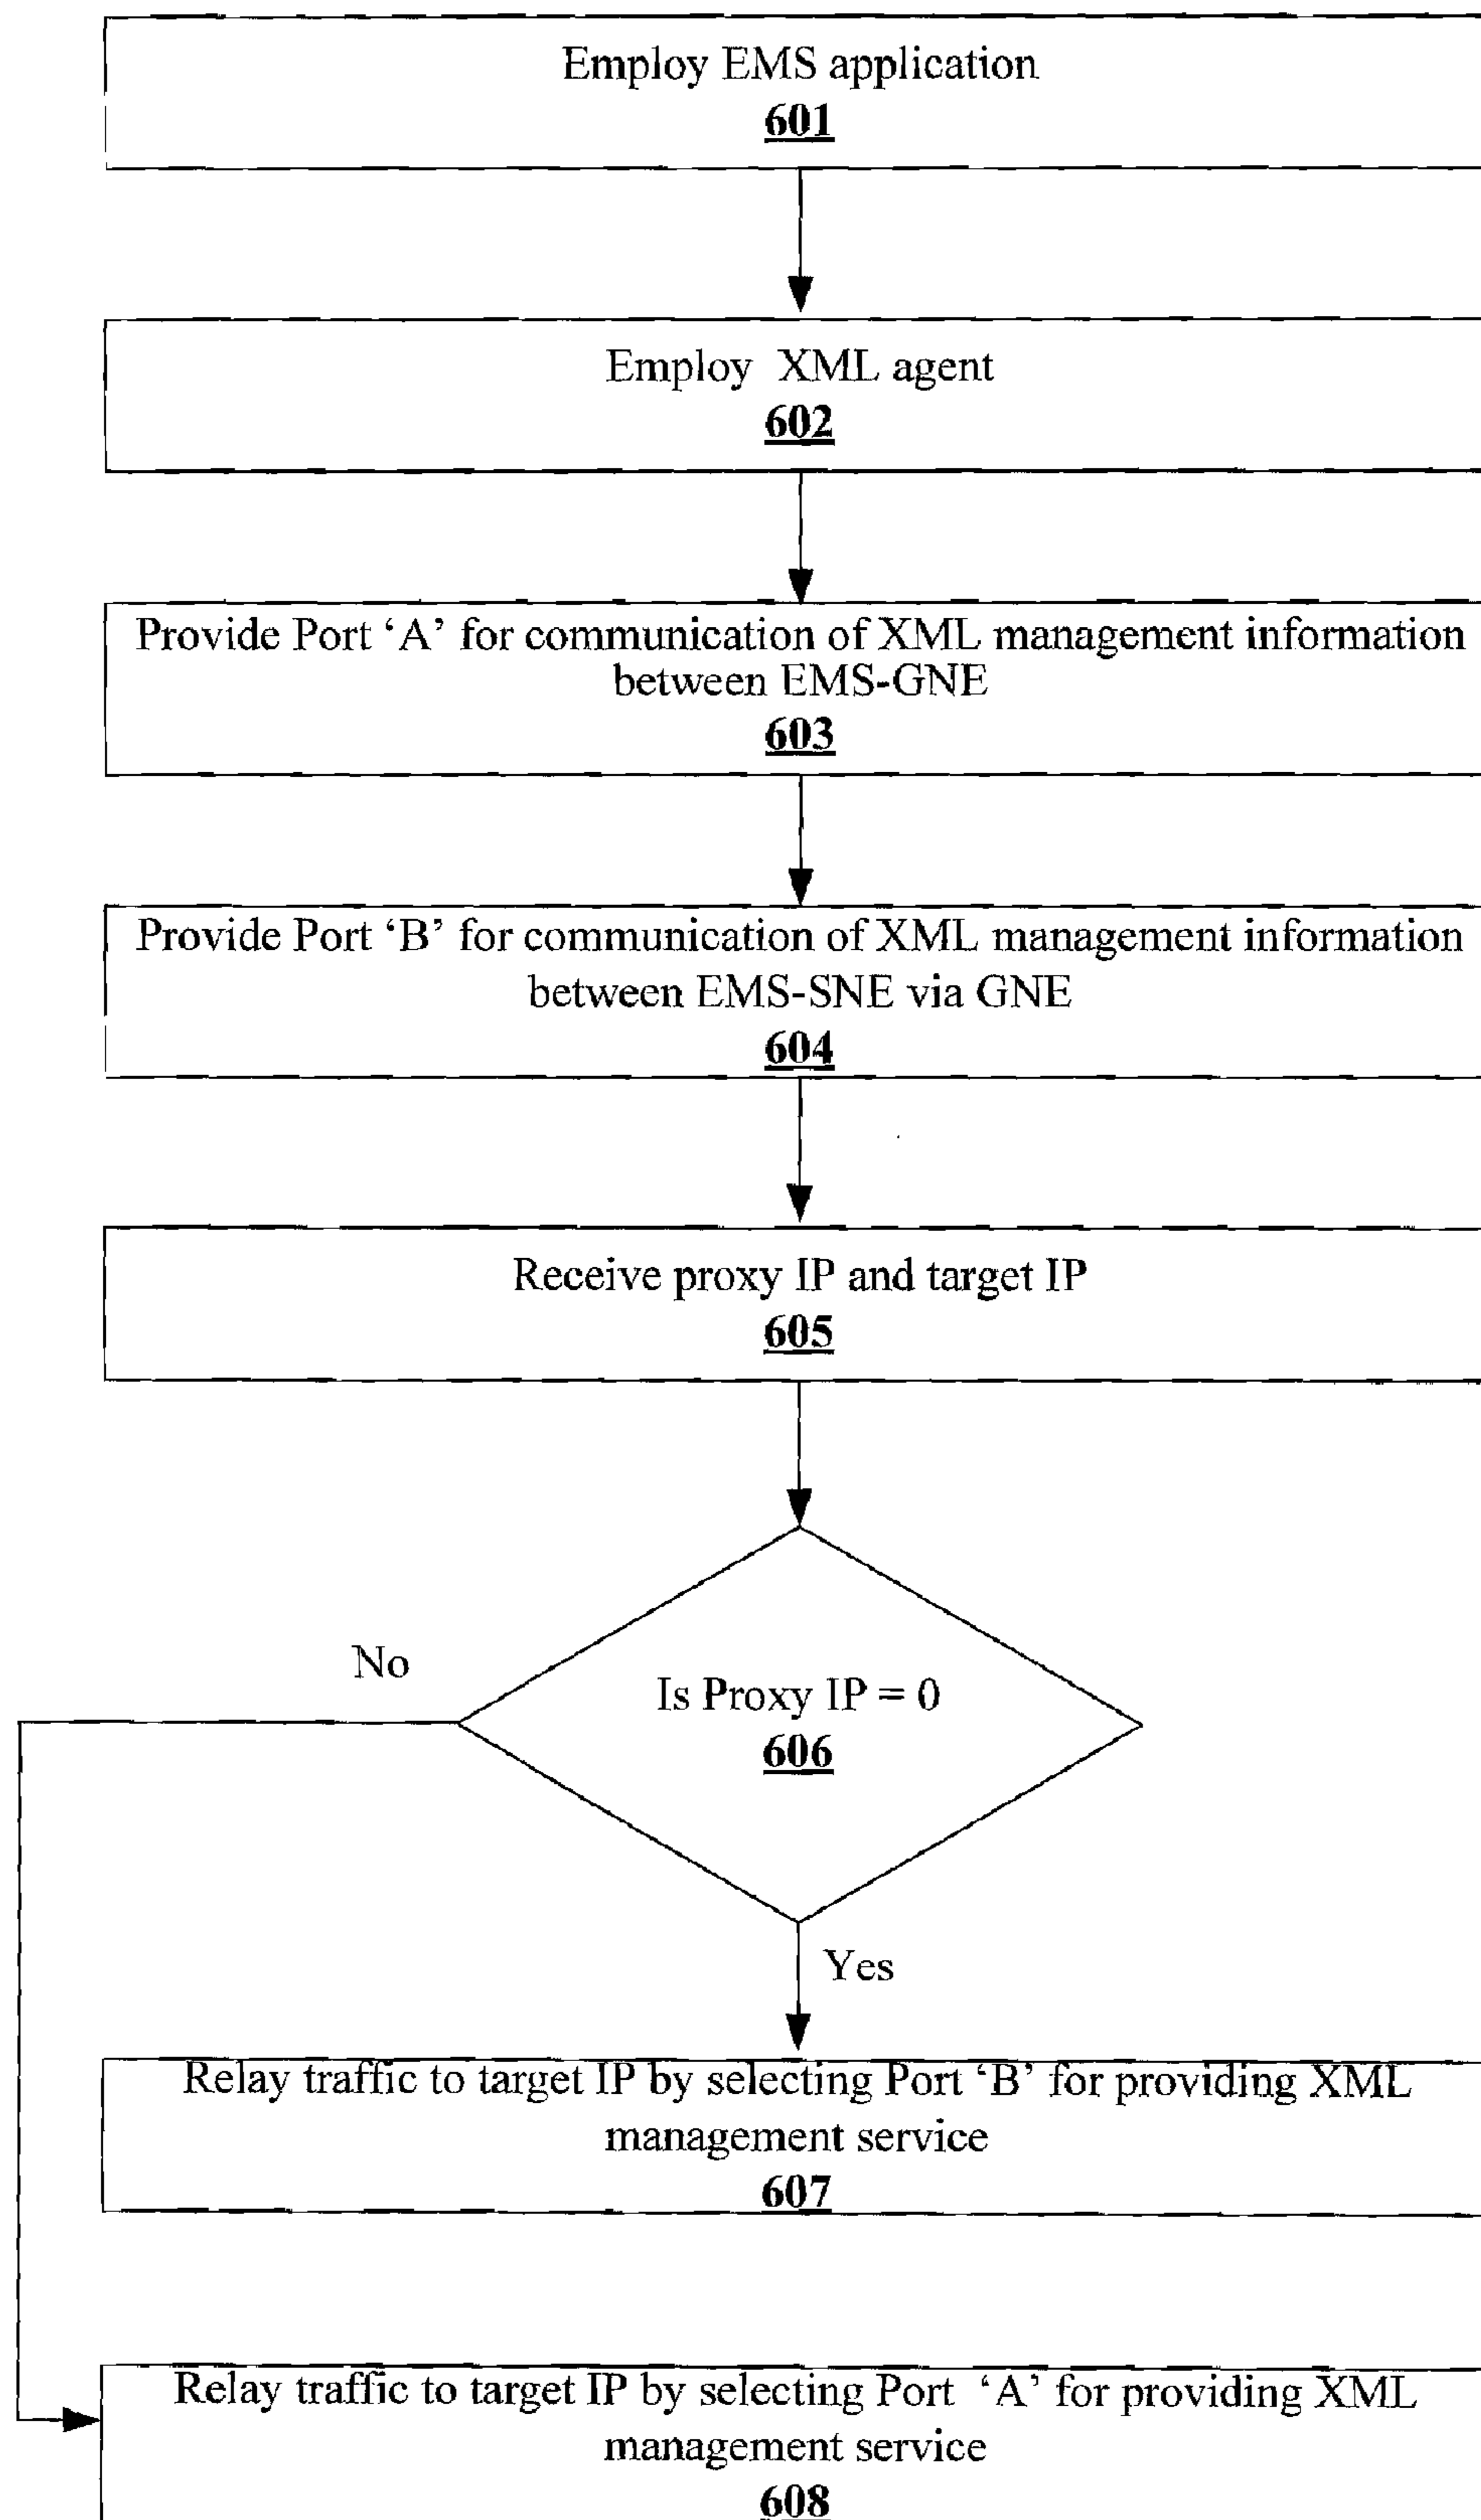 Employ EMS application
601
Employ XML agent
602
Provide Port ‘A’ for communication of XML management information
between EMS-GNE
603
Provide Port ‘B’ for communication of XML management information
between EMS-SNE via GNE
604
Receive proxy IP and target IP
605
No
Is Proxy IP = 0
606
Yes
Relay traffic to target IP by selecting Port ‘B’ for providing XML
management service
607
Relay traffic to target IP by selecting Port ‘A’ for providing XML
management service
608